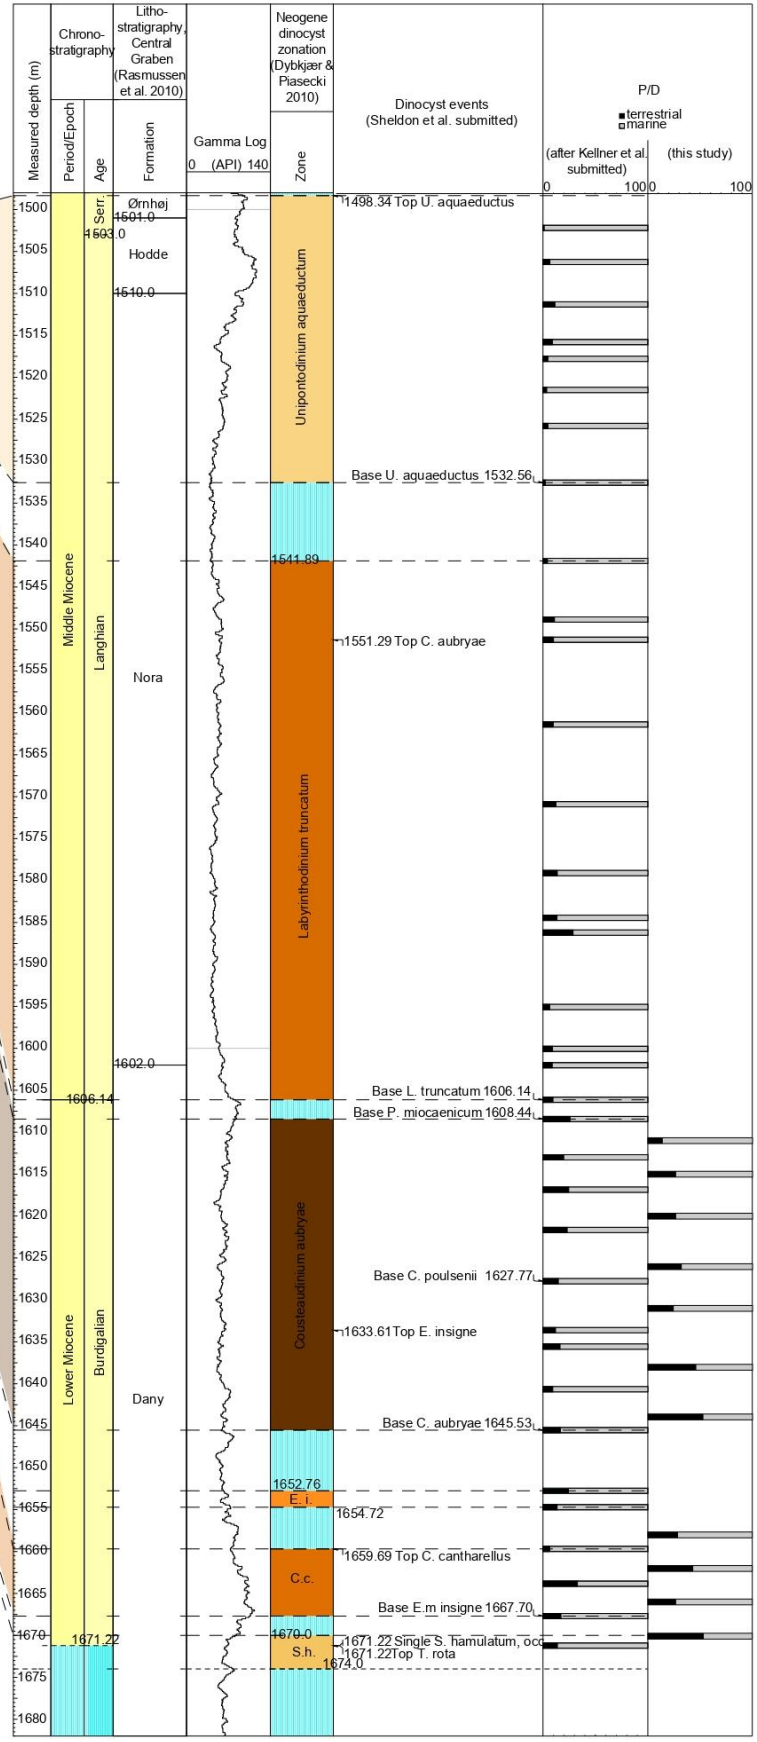 Measured depth (m)
Chrono-
stratigraphy
Period/Epoch
Age
Litho-
stratigraphy,
Central
Graben
(Rasmussen
et al. 2010)
Formation
Gamma Log
0 (API) 140
Neogene
dinocyst
zonation
(Dybkjær &
Piasecki
2010)
Zone
Dinocyst events
(Sheldon et al. submitted)
P/D
terrestrial
marine
(after Kellner et al.
submitted)
(this study)
0 100
0 100
1500
1505
1510
1515
1520
1525
1530
1535
1540
1545
1550
1555
1560
1565
1570
1575
1580
1585
1590
1595
1600
1605
1610
1615
1620
1625
1630
1635
1640
1645
1650
1655
1660
1665
1670
1675
1680
Middle Miocene
Lower Miocene
1606.14
1671.22
Serr.
1503.0
Langhian
Burdigalian
Ørnhøj
1501.0
Hodde
1510.0
Nora
1602.0
Dany
Unipontodinium aquaeductum
1541.89
Labyrinthodinium truncatum
Cousteaudinium aubryae
1652.76
E. i.
1654.72
C.c.
1670.0
S.h.
1674.0
1498.34 Top U. aquaeductus
Base U. aquaeductus 1532.56
1551.29 Top C. aubryae
Base L. truncatum 1606.14
Base P. miocaenicum 1608.44
Base C. poulsenii 1627.77
1633.61 Top E. insigne
Base C. aubryae 1645.53
1659.69 Top C. cantharellus
Base E.m insigne 1667.70
1671.22 Single S. hamulatum, occ
1671.22 Top T. rota